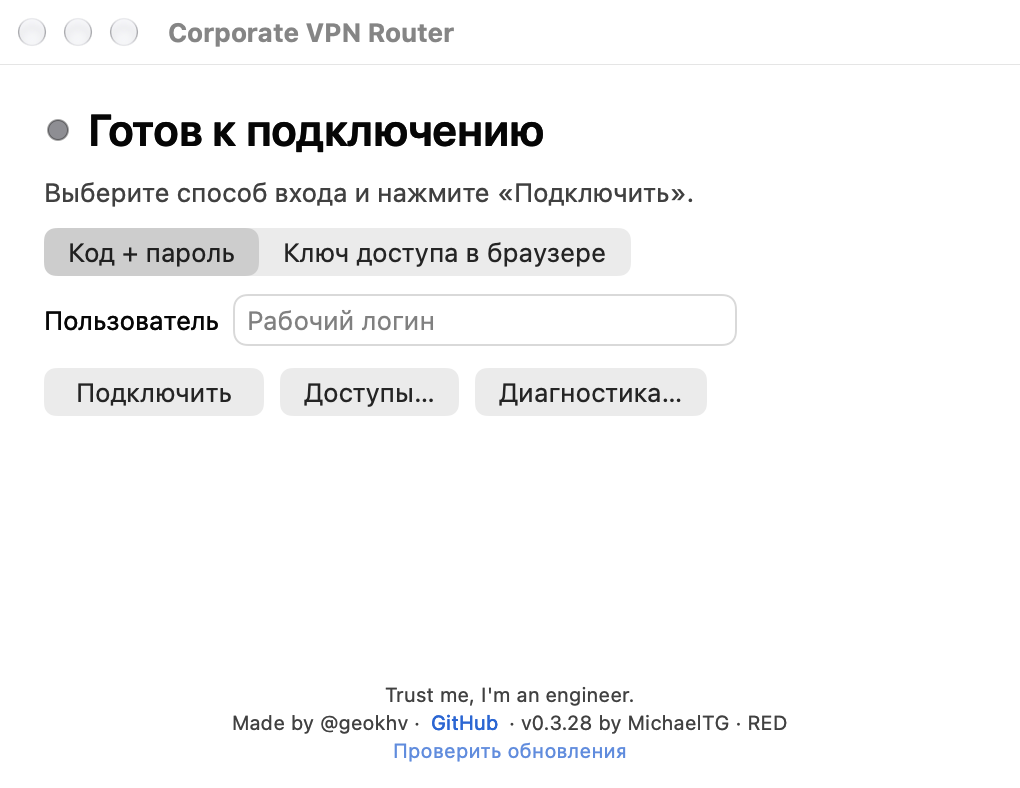 Corporate VPN Router
Готов к подключению
Выберите способ входа и нажмите «Подключить».
Код + пароль Ключ доступа в браузере
Пользователь Рабочий логин
Подключить Доступы... Диагностика...
Trust me, I'm an engineer.
Made by @geokhv · GitHub · v0.3.28 by MichaelTG · RED
Проверить обновления